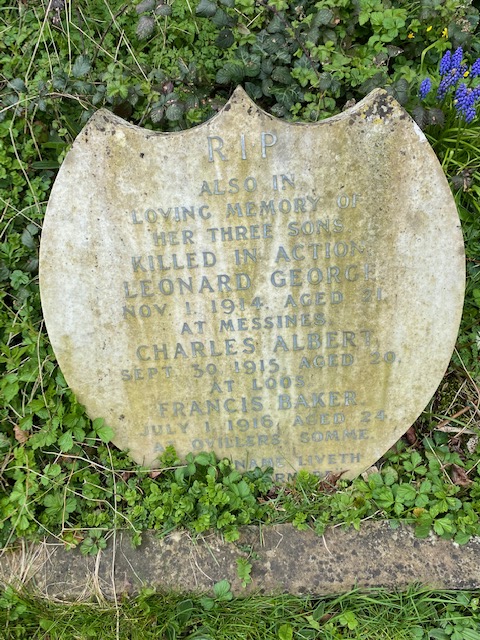 R I P
ALSO IN
LOVING MEMORY OF
HER THREE SONS
KILLED IN ACTION
LEONARD GEORGE
NOV. 1. 1914. AGED 21.
AT MESSINES.
CHARLES ALBERT,
SEPT. 30. 1915. AGED 20.
AT LOOS.
FRANCIS BAKER
JULY 1. 1916. AGED 24.
AT OVILLERS, SOMME.
NAME LIVETH